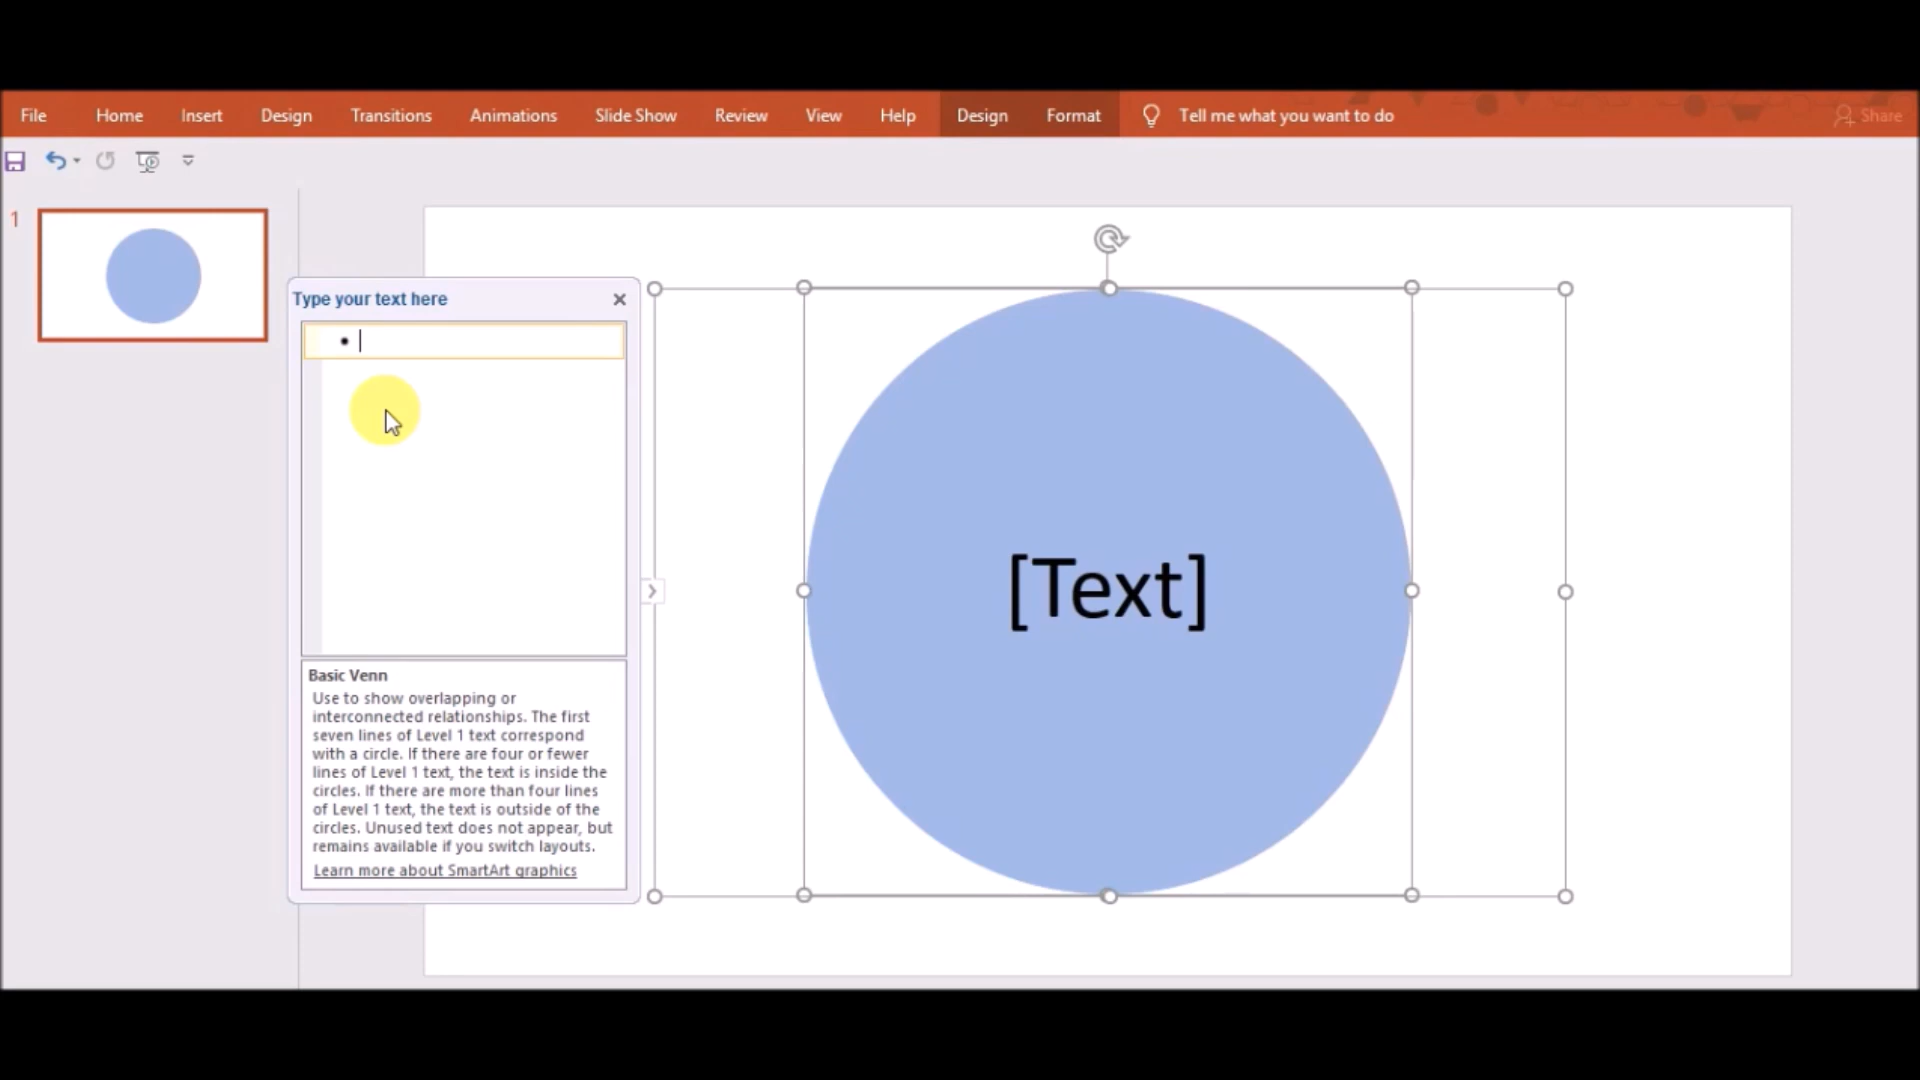 File Home Insert Design Transitions Animations Slide Show Review View Help Design Format Tell me what you want to do Share
1
Type your text here
[Text]
Basic Venn
Use to show overlapping or
interconnected relationships. The first
seven lines of Level 1 text correspond
with a circle. If there are four or fewer
lines of Level 1 text, the text is inside the
circles. If there are more than four lines
of Level 1 text, the text is outside of the
circles. Unused text does not appear, but
remains available if you switch layouts.
Learn more about SmartArt graphics